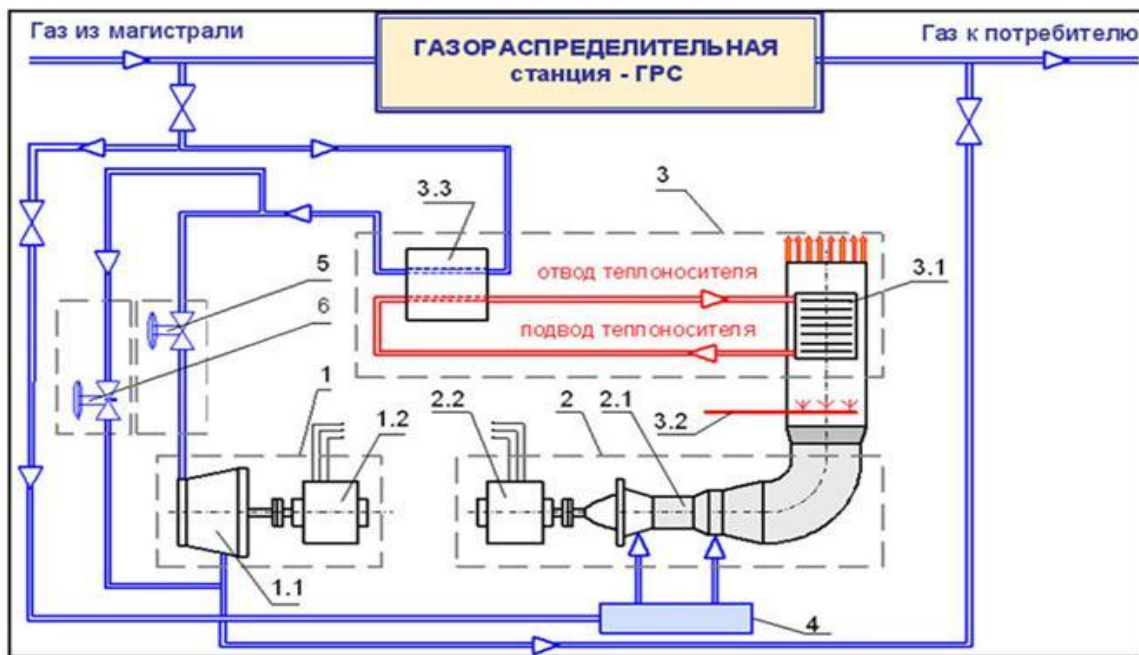 Газ из магистрали
ГАЗОРАСПРЕДЕЛИТЕЛЬНАЯ
станция - ГРС
Газ к потребителю
3.3
3
отвод теплоносителя
3.1
подвод теплоносителя
5
6
1
1.2
2.2
2
2.1
3.2
1.1
4